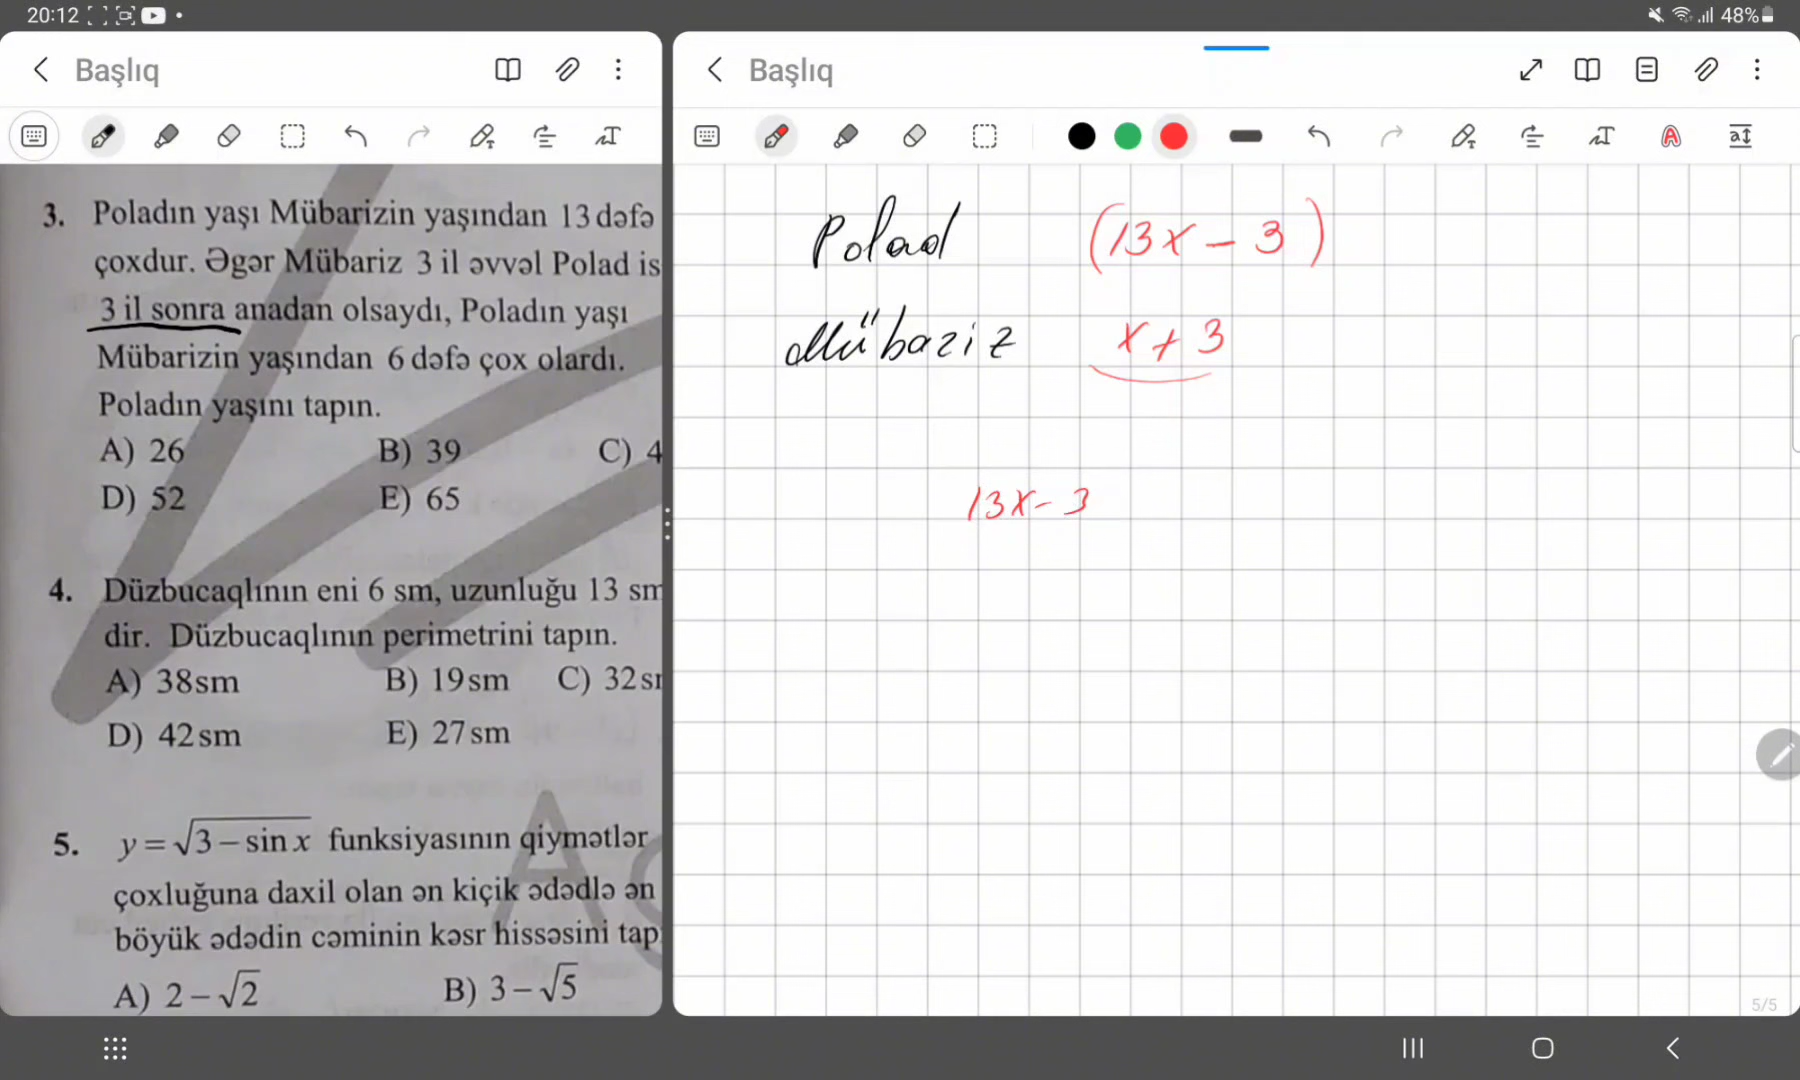 20:12
48%
Başlıq
3. Poladın yaşı Mübarizin yaşından 13 dəfə
çoxdur. Əgər Mübariz 3 il əvvəl Polad is
3 il sonra anadan olsaydı, Poladın yaşı
Mübarizin yaşından 6 dəfə çox olardı.
Poladın yaşını tapın.
A) 26 B) 39 C) 4
D) 52 E) 65
4. Düzbucaqlının eni 6 sm, uzunluğu 13 sm
dir. Düzbucaqlının perimetrini tapın.
A) 38sm B) 19sm C) 32s
D) 42sm E) 27sm
5. y=√3–sin x funksiyasının qiymətlər
çoxluğuna daxil olan ən kiçik ədədlə ən
böyük ədədin cəminin kəsr hissəsini tap
A) 2–√2 B) 3–√5
Başlıq
Polad (13x – 3)
Mübariz x + 3
13x – 3
5/5